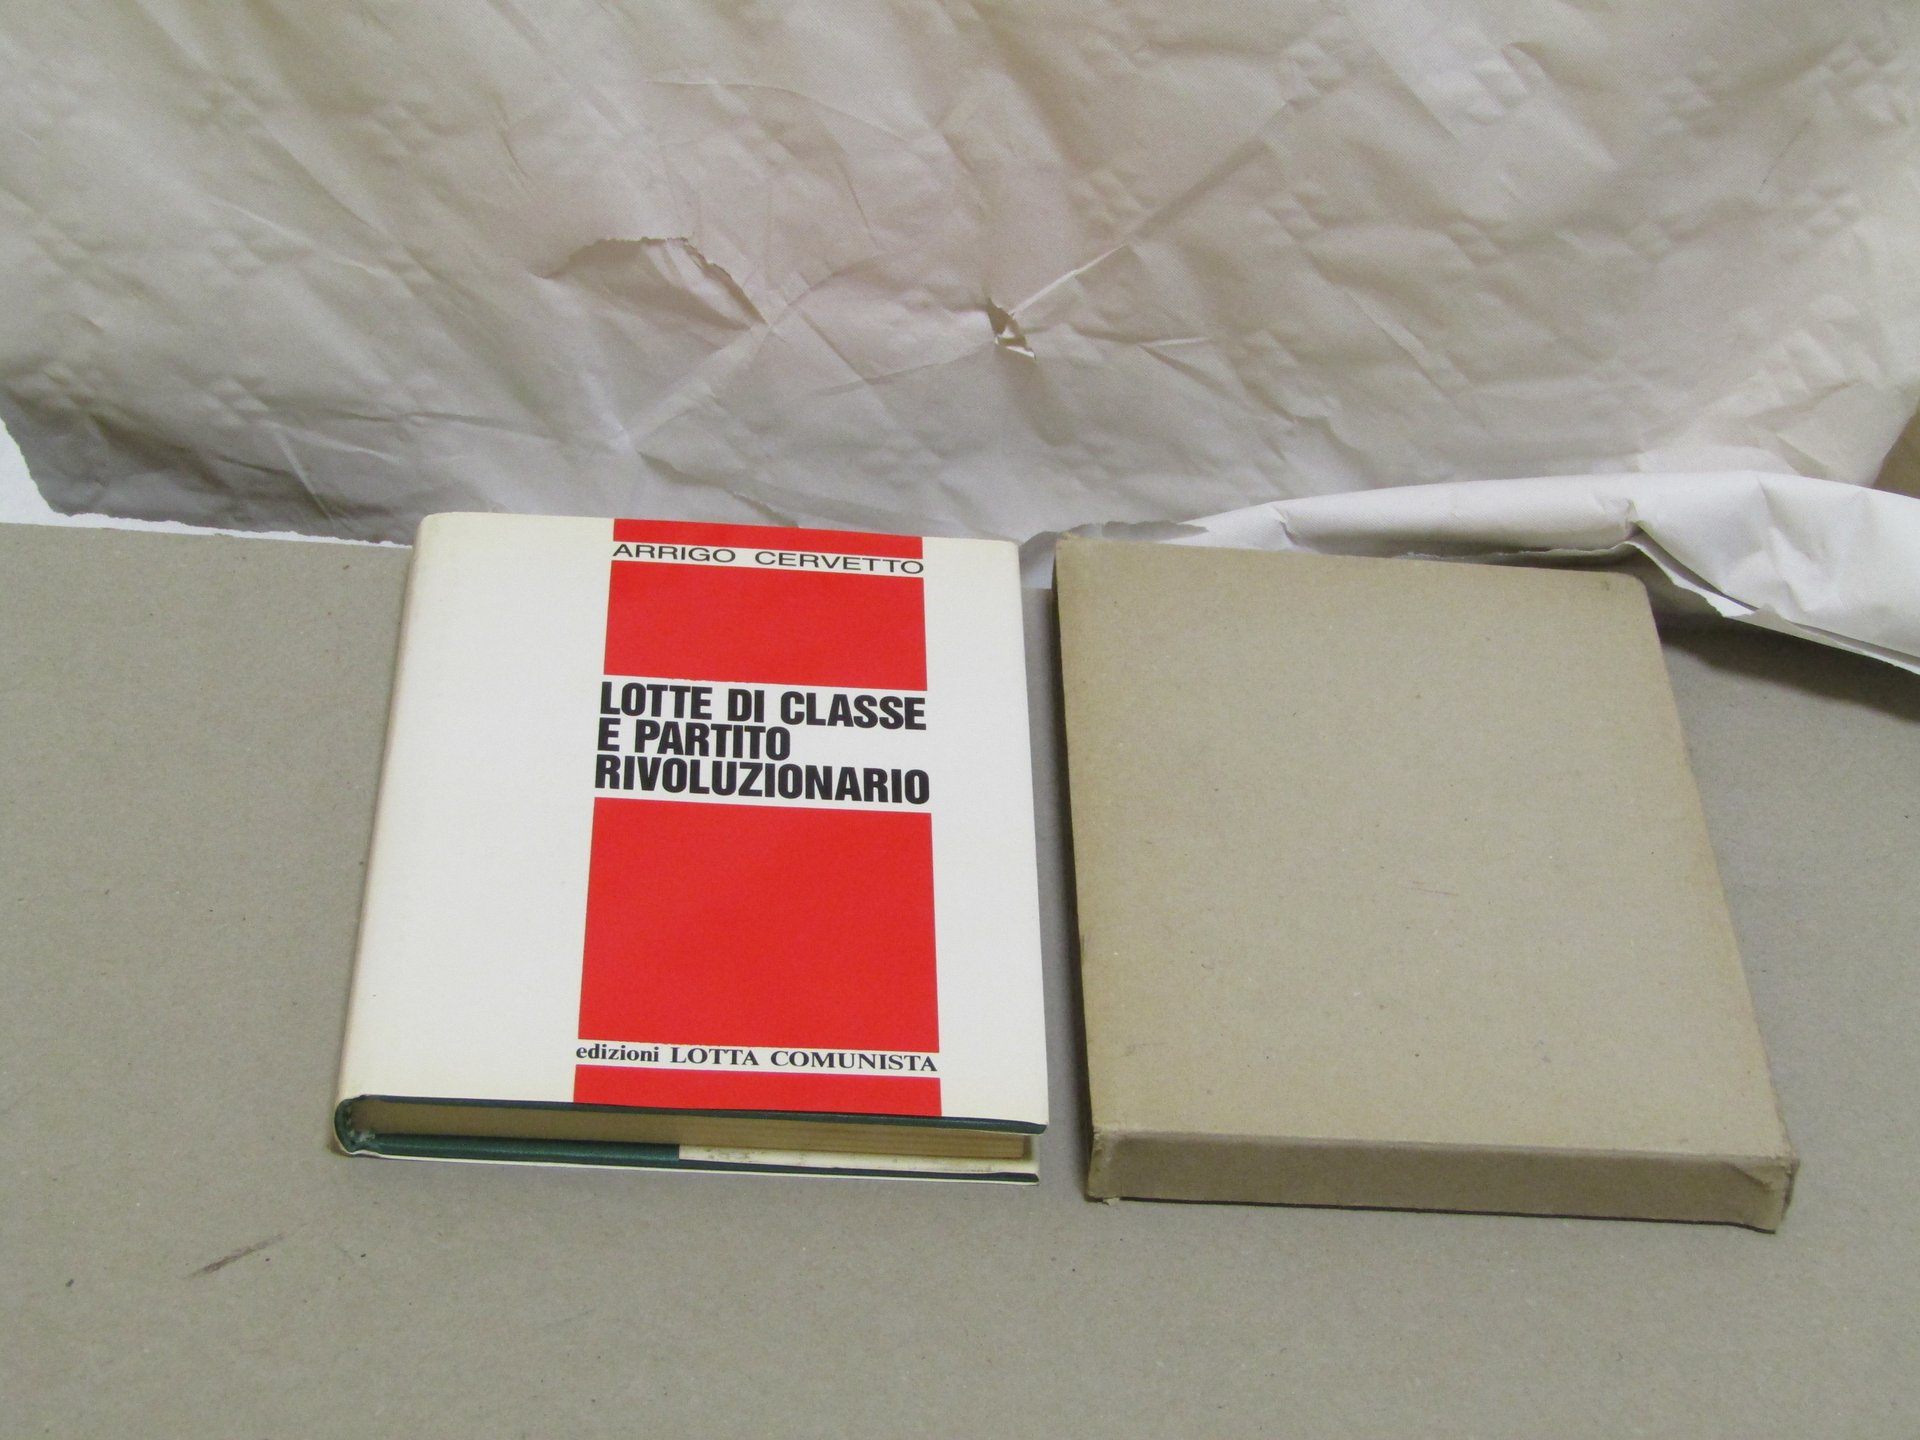 ARRIGO CERVETTO
LOTTE DI CLASSE
E PARTITO
RIVOLUZIONARIO
edizioni LOTTA COMUNISTA